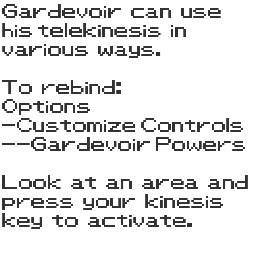 Gardevoir can use
his telekinesis in
various ways.

To rebind:
Options
-Customize Controls
--Gardevoir Powers

Look at an area and
press your kinesis
key to activate.